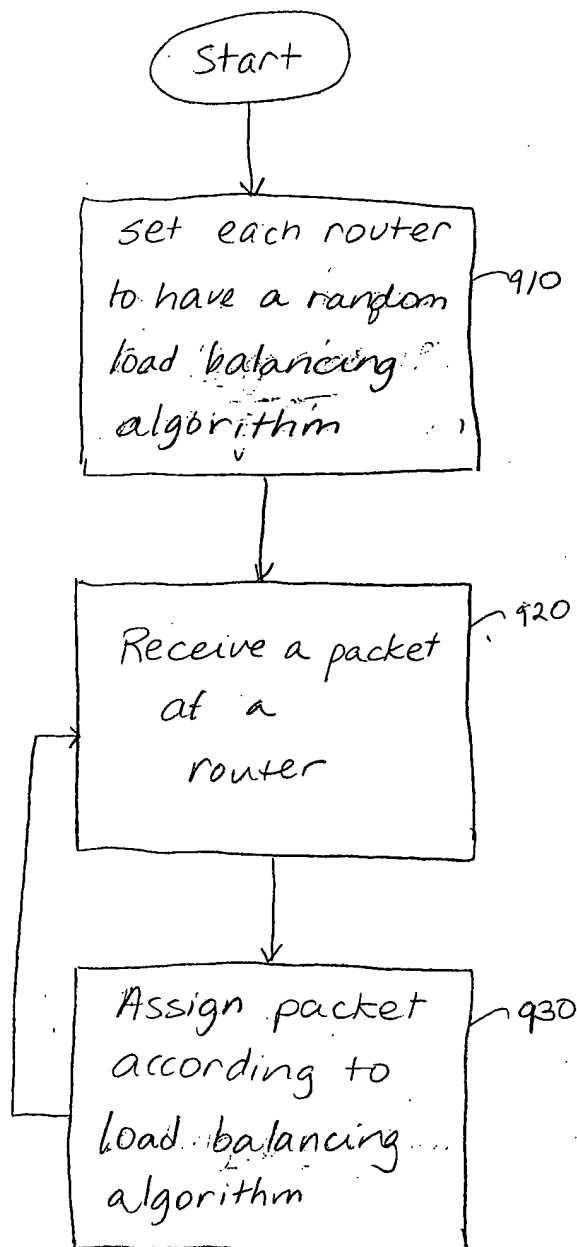 Start
set each router
to have a random
load balancing
algorithm
910
Receive a packet
at a
router
920
Assign packet
according to
load balancing
algorithm
930